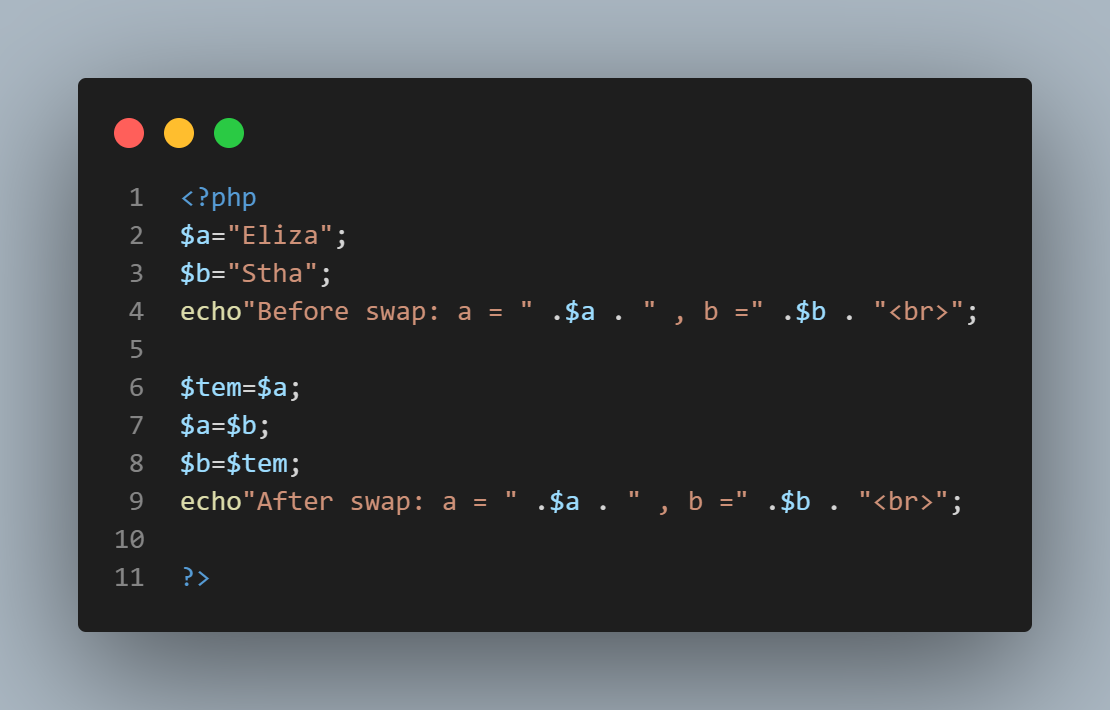 1 <?php
2 $a="Eliza";
3 $b="Stha";
4 echo"Before swap: a = " .$a . " , b =" .$b . "<br>";
5
6 $tem=$a;
7 $a=$b;
8 $b=$tem;
9 echo"After swap: a = " .$a . " , b =" .$b . "<br>";
10
11 ?>